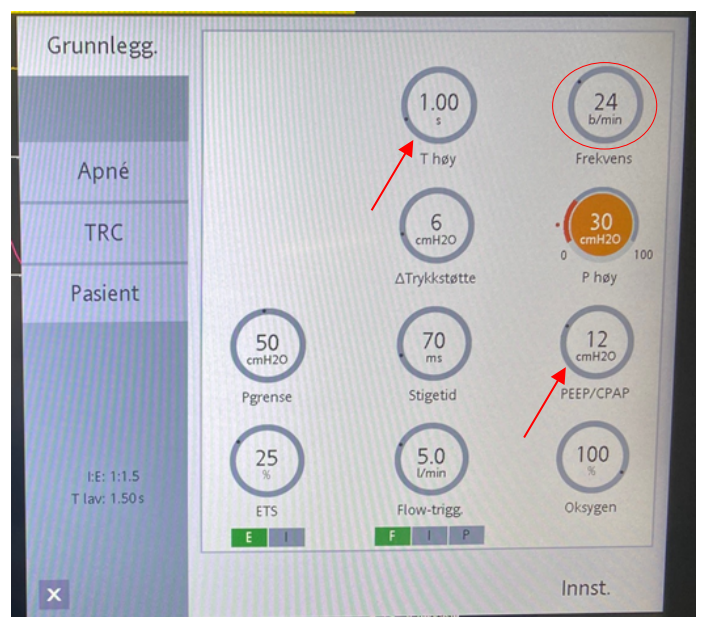 Grunnlegg.
Apné
TRC
Pasient
I:E: 1:1.5
T lav: 1.50 s
X
1.00
s
T høy
24
b/min
Frekvens
6
cmH2O
ΔTrykkstøtte
30
cmH2O
0 100
P høy
50
cmH2O
Pgrense
70
ms
Stigetid
12
cmH2O
PEEP/CPAP
25
%
ETS
E I
5.0
l/min
Flow-trigg.
F I P
100
%
Oksygen
Innst.